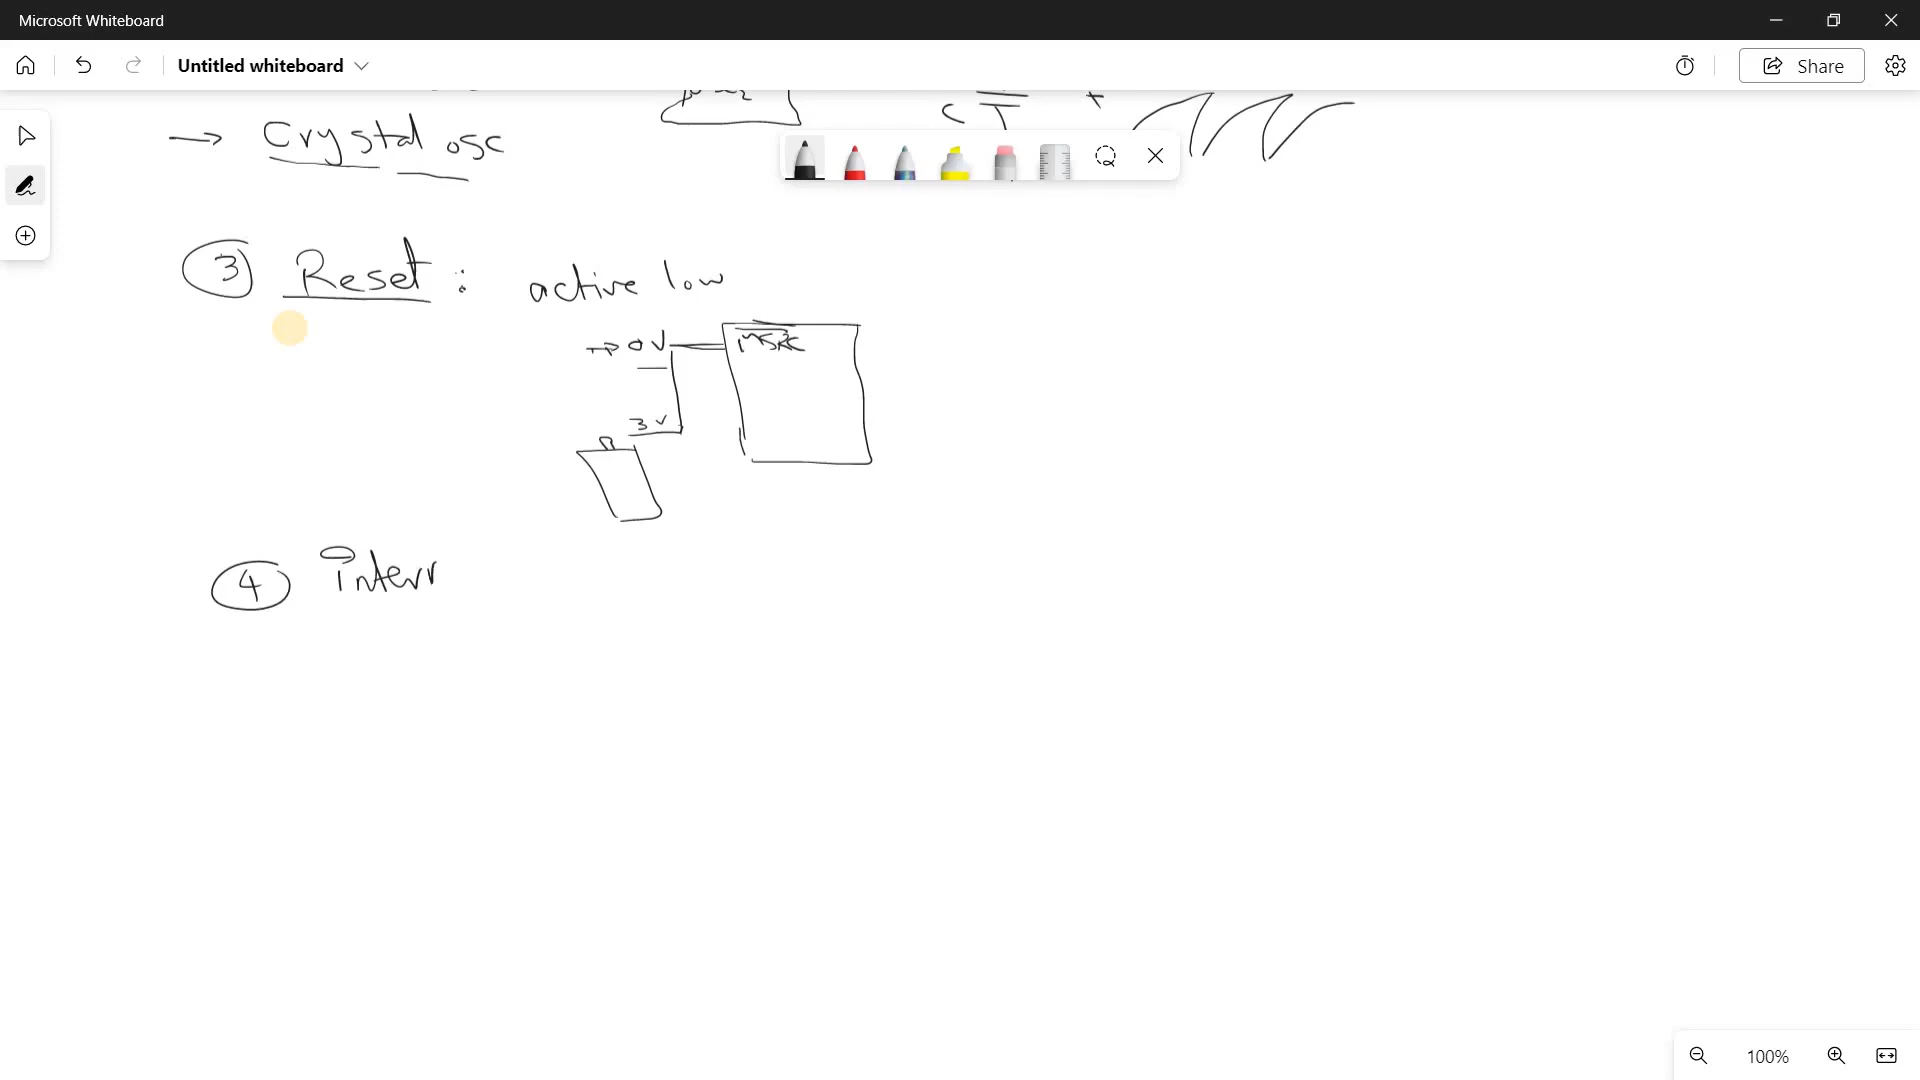 Microsoft Whiteboard
Untitled whiteboard
Share
→ Crystal osc
C
+
③ Reset : active low
→ 0V
3V
④ interr
100%